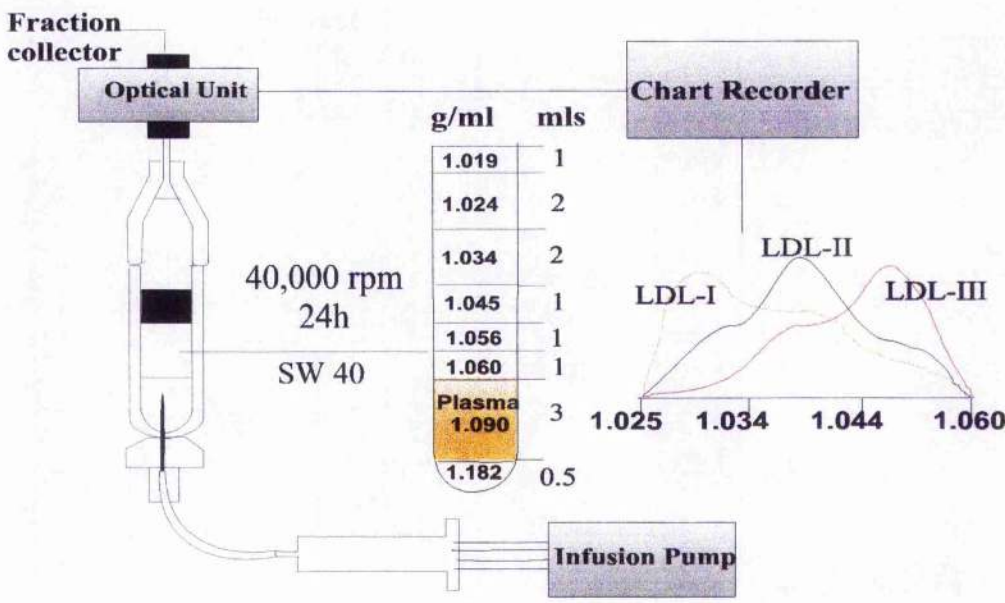 Fraction
collector
Optical Unit
Chart Recorder
g/ml mls
1.019 1
1.024 2
1.034 2
1.045 1
1.056 1
1.060 1
Plasma
1.090 3
1.182 0.5
40,000 rpm
24h
SW 40
LDL-I
LDL-II
LDL-III
1.025 1.034 1.044 1.060
Infusion Pump